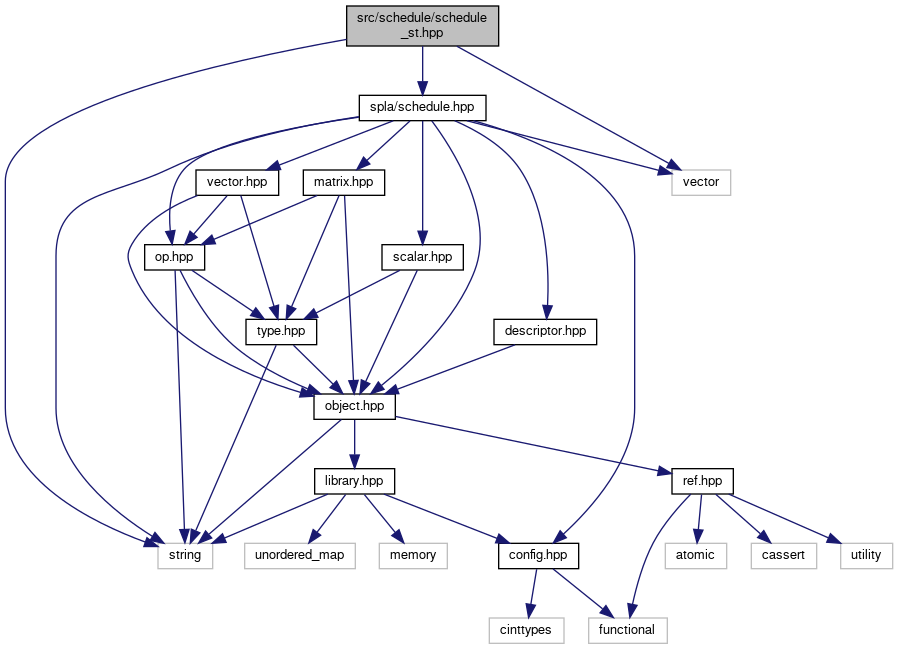 src/schedule/schedule
_st.hpp
spla/schedule.hpp
vector.hpp
matrix.hpp
vector
op.hpp
scalar.hpp
type.hpp
descriptor.hpp
object.hpp
library.hpp
ref.hpp
string
unordered_map
memory
config.hpp
atomic
cassert
utility
cinttypes
functional